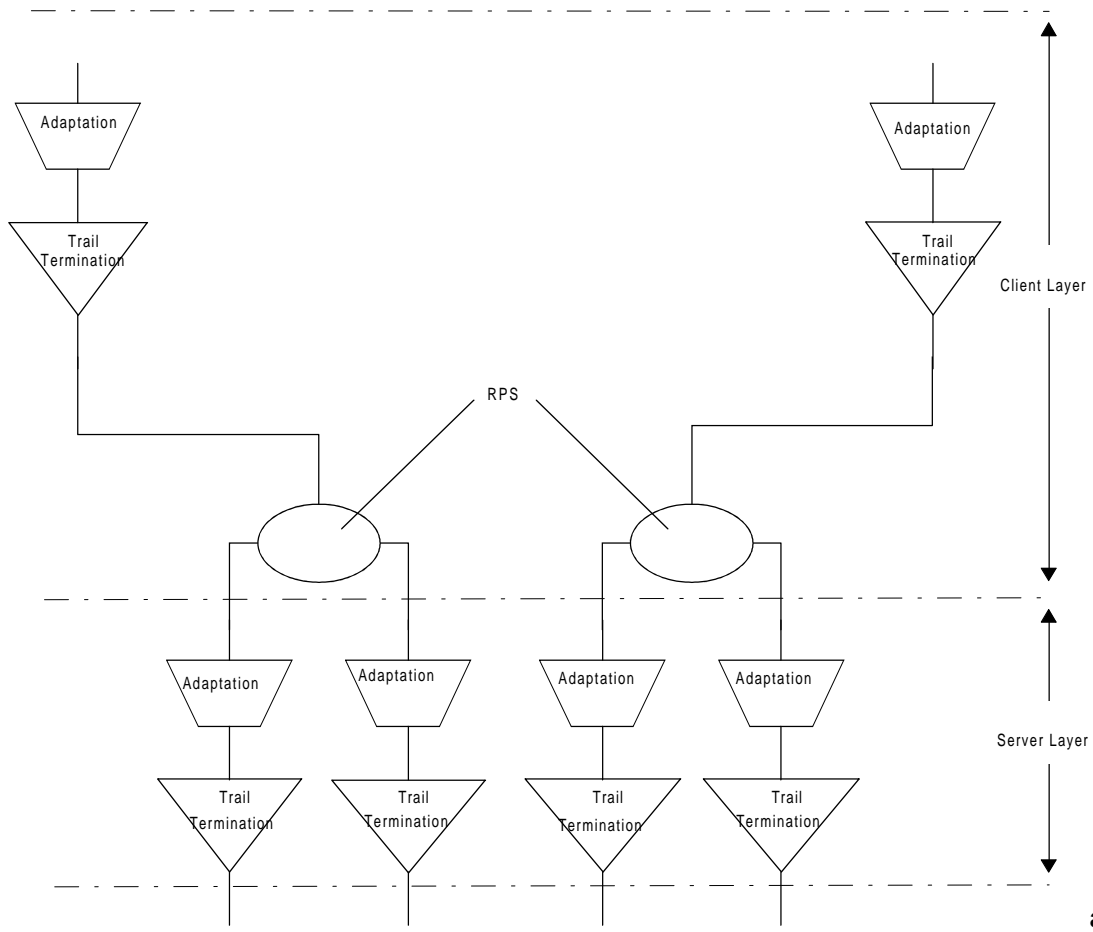 Adaptation
Adaptation
Trail
Termination
Trail
Termination
Client Layer
RPS
Adaptation
Adaptation
Adaptation
Adaptation
Server Layer
Trail
Termination
Trail
Termination
Trail
Termination
Trail
Termination
a